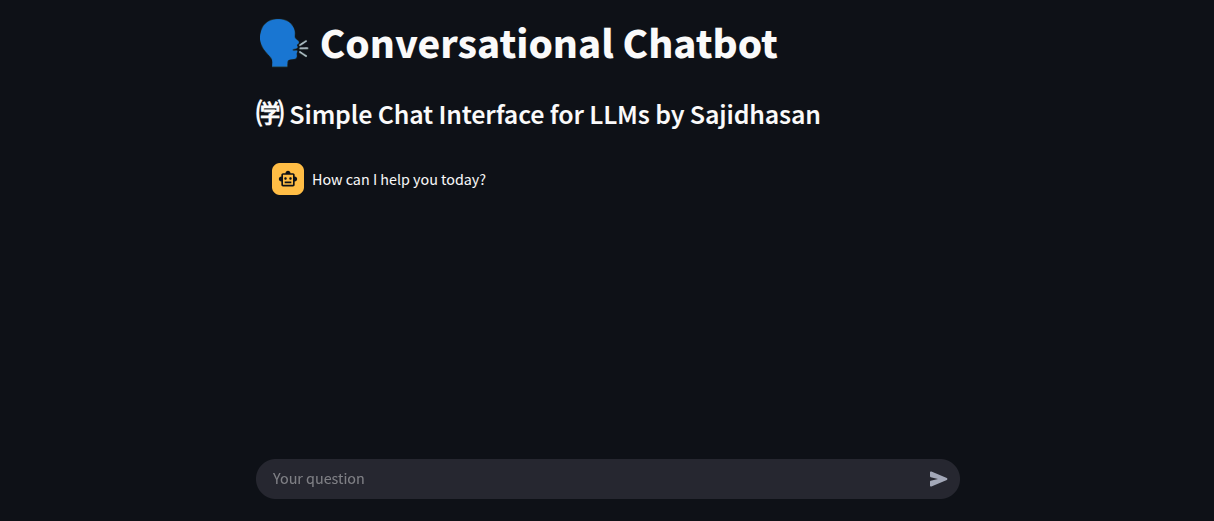 Conversational Chatbot
㈻ Simple Chat Interface for LLMs by Sajidhasan
How can I help you today?
Your question